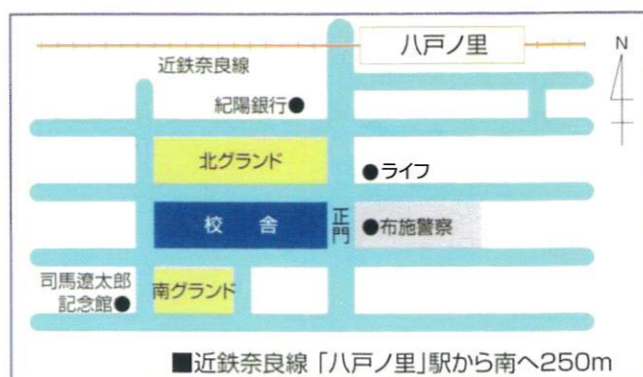 八戸ノ里
N
近鉄奈良線
紀陽銀行●
北グランド
●ライフ
校 舎
正門
●布施警察
司馬遼太郎
記念館●
南グランド
■近鉄奈良線「八戸ノ里」駅から南へ250m